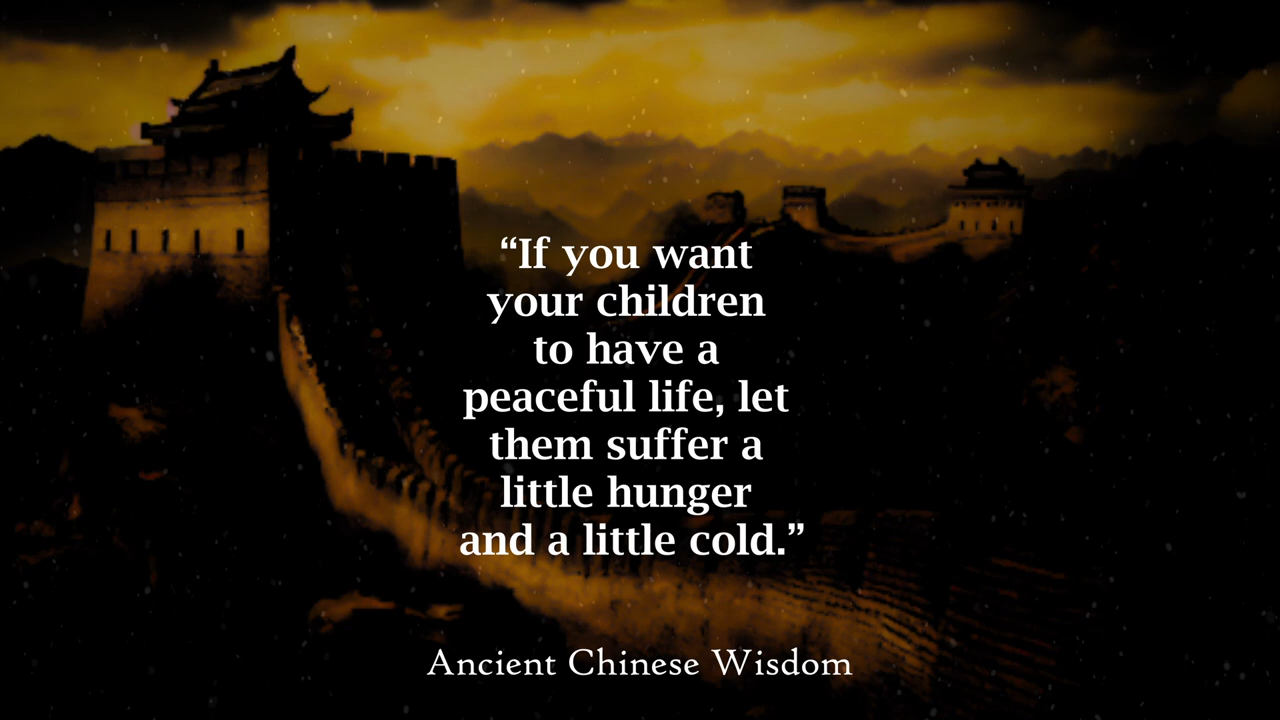 “If you want
your children
to have a
peaceful life, let
them suffer a
little hunger
and a little cold.”
Ancient Chinese Wisdom